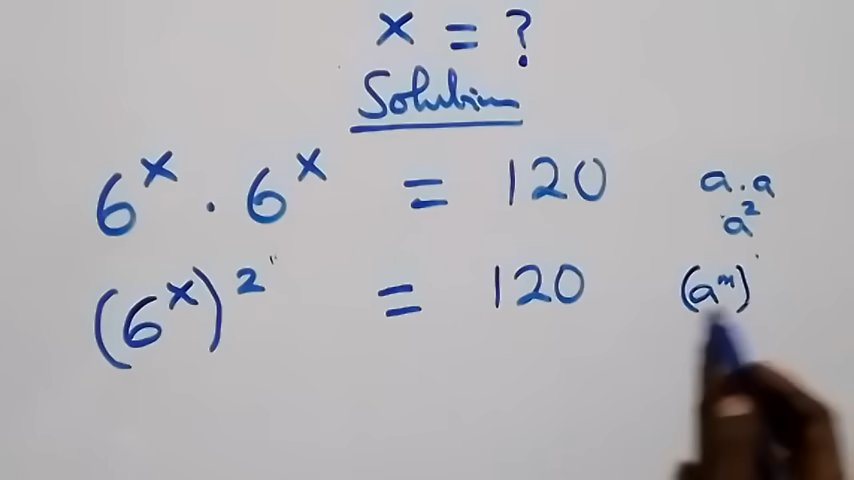 x = ?
Solution
6^x · 6^x = 120
a . a
a^2
(6^x)^2 = 120
(a^m)